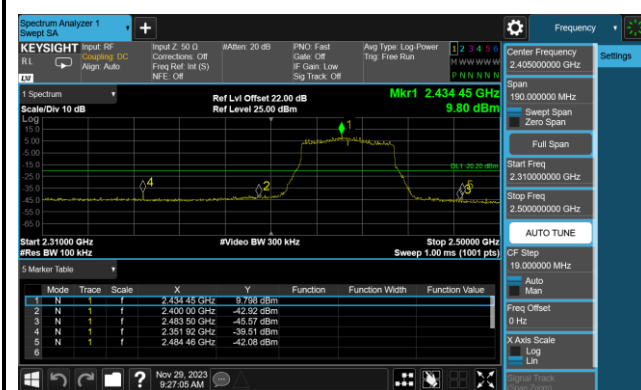 Spectrum Analyzer 1
Swept SA
Frequency
KEYSIGHT
RL
LXI
Input: RF
Coupling: DC
Align: Auto
Input Z: 50 Ω
Corrections: Off
Freq Ref: Int (S)
NFE: Off
#Atten: 20 dB
PNO: Fast
Gate: Off
IF Gain: Low
Sig Track: Off
Avg Type: Log-Power
Trig: Free Run
1 2 3 4 5 6
M W W W W W
P N N N N N
Center Frequency
2.405000000 GHz
Settings
Span
190.000000 MHz
Swept Span
Zero Span
Full Span
Start Freq
2.310000000 GHz
Stop Freq
2.500000000 GHz
AUTO TUNE
CF Step
19.000000 MHz
Auto
Man
Freq Offset
0 Hz
X Axis Scale
Log
Lin
Signal Track
(Span Zoom)
1 Spectrum
Scale/Div 10 dB
Ref Lvl Offset 22.00 dB
Ref Level 25.00 dBm
Mkr1 2.434 45 GHz
9.80 dBm
Log
15.0
5.00
-5.00
-15.0
-25.0
-35.0
-45.0
-55.0
-65.0
1
DL1 -20.20 dBm
4
2
5
Start 2.31000 GHz
#Res BW 100 kHz
#Video BW 300 kHz
Stop 2.50000 GHz
Sweep 1.00 ms (1001 pts)
5 Marker Table
Mode Trace Scale X Y Function Function Width Function Value
1 N 1 f 2.434 45 GHz 9.798 dBm
2 N 1 f 2.400 00 GHz -42.92 dBm
3 N 1 f 2.483 50 GHz -45.57 dBm
4 N 1 f 2.351 92 GHz -39.51 dBm
5 N 1 f 2.484 46 GHz -42.08 dBm
6
?
Nov 29, 2023
9:27:05 AM